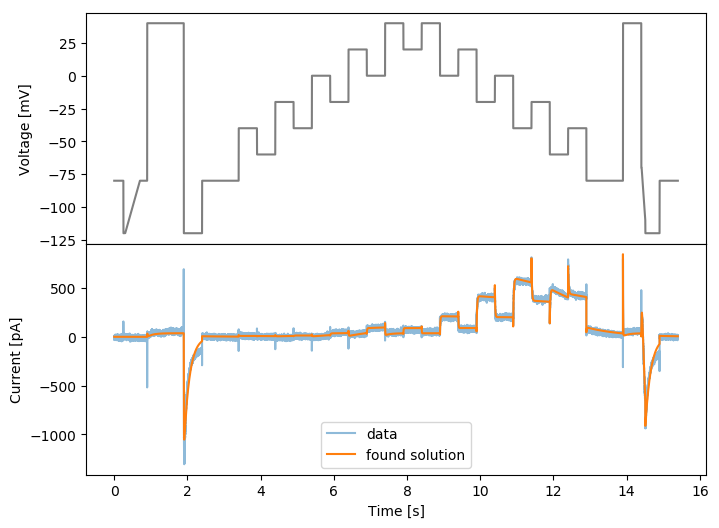 Voltage [mV]
25
0
−25
−50
−75
−100
−125
Current [pA]
500
0
−500
−1000
data
found solution
0 2 4 6 8 10 12 14 16
Time [s]